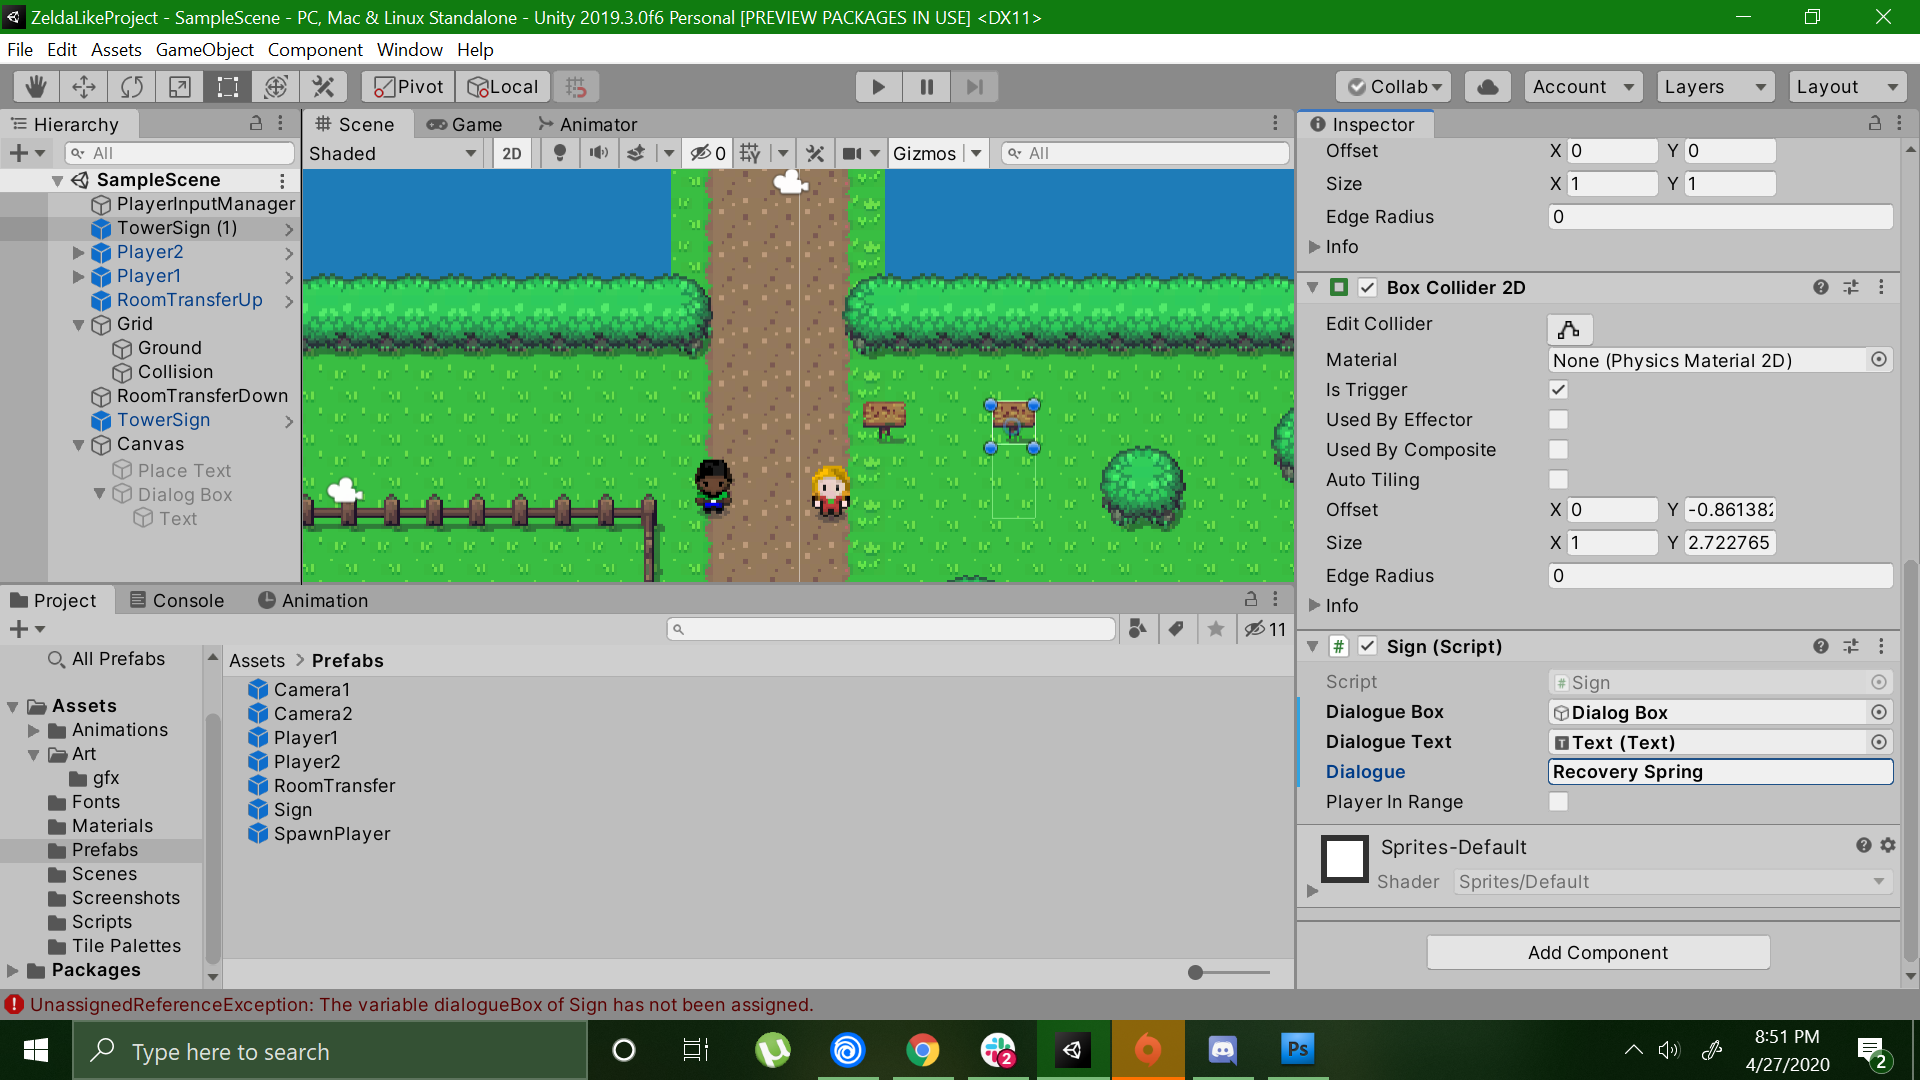 ZeldaLikeProject - SampleScene - PC, Mac & Linux Standalone - Unity 2019.3.0f6 Personal [PREVIEW PACKAGES IN USE] <DX11>
File Edit Assets GameObject Component Window Help
Pivot Local Collab Account Layers Layout
Hierarchy Scene Game Animator Inspector
All Shaded 2D 0 Gizmos All
SampleScene
PlayerInputManager
TowerSign (1)
Player2
Player1
RoomTransferUp
Grid
Ground
Collision
RoomTransferDown
TowerSign
Canvas
Place Text
Dialog Box
Text
Offset X 0 Y 0
Size X 1 Y 1
Edge Radius 0
Info
Box Collider 2D
Edit Collider
Material None (Physics Material 2D)
Is Trigger
Used By Effector
Used By Composite
Auto Tiling
Offset X 0 Y -0.861382
Size X 1 Y 2.722765
Edge Radius 0
Info
# Sign (Script)
Script # Sign
Dialogue Box Dialog Box
Dialogue Text T Text (Text)
Dialogue Recovery Spring
Player In Range
Sprites-Default
Shader Sprites/Default
Add Component
Project Console Animation
11
All Prefabs
Assets
Animations
Art
gfx
Fonts
Materials
Prefabs
Scenes
Screenshots
Scripts
Tile Palettes
Packages
Assets > Prefabs
Camera1
Camera2
Player1
Player2
RoomTransfer
Sign
SpawnPlayer
UnassignedReferenceException: The variable dialogueBox of Sign has not been assigned.
Type here to search
2
Ps
8:51 PM
4/27/2020
2